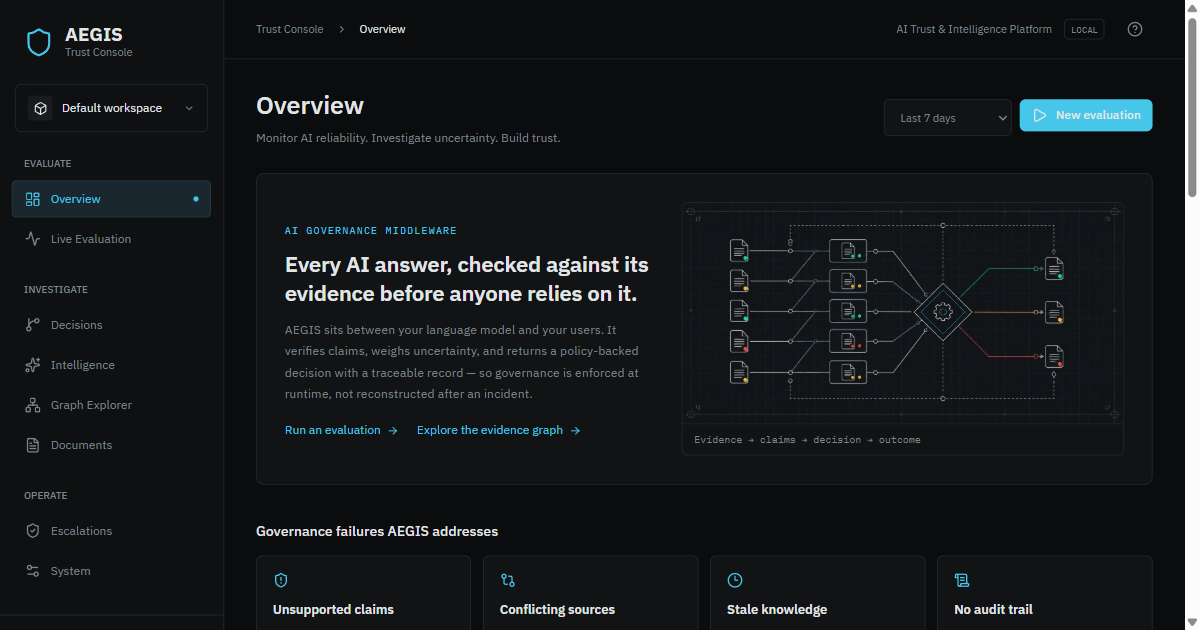 AEGIS
Trust Console
Default workspace
EVALUATE
Overview
Live Evaluation
INVESTIGATE
Decisions
Intelligence
Graph Explorer
Documents
OPERATE
Escalations
System
Trust Console > Overview
AI Trust & Intelligence Platform
LOCAL
Overview
Monitor AI reliability. Investigate uncertainty. Build trust.
Last 7 days
New evaluation
AI GOVERNANCE MIDDLEWARE
Every AI answer, checked against its
evidence before anyone relies on it.
AEGIS sits between your language model and your users. It
verifies claims, weighs uncertainty, and returns a policy-backed
decision with a traceable record — so governance is enforced at
runtime, not reconstructed after an incident.
Run an evaluation →
Explore the evidence graph →
Evidence → claims → decision → outcome
Governance failures AEGIS addresses
Unsupported claims
Conflicting sources
Stale knowledge
No audit trail